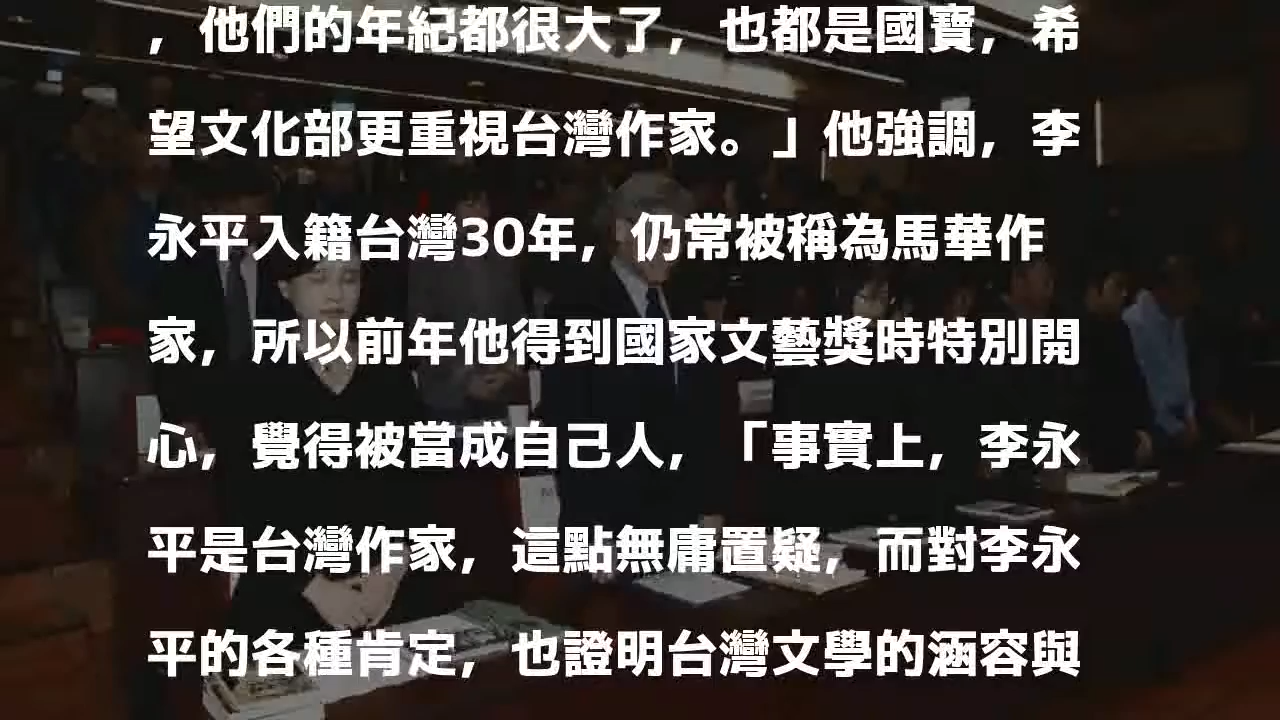 ，他們的年紀都很大了，也都是國寶，希
望文化部更重視台灣作家。」他強調，李
永平入籍台灣30年，仍常被稱為馬華作
家，所以前年他得到國家文藝獎時特別開
心，覺得被當成自己人，「事實上，李永
平是台灣作家，這點無庸置疑，而對李永
平的各種肯定，也證明台灣文學的涵容與